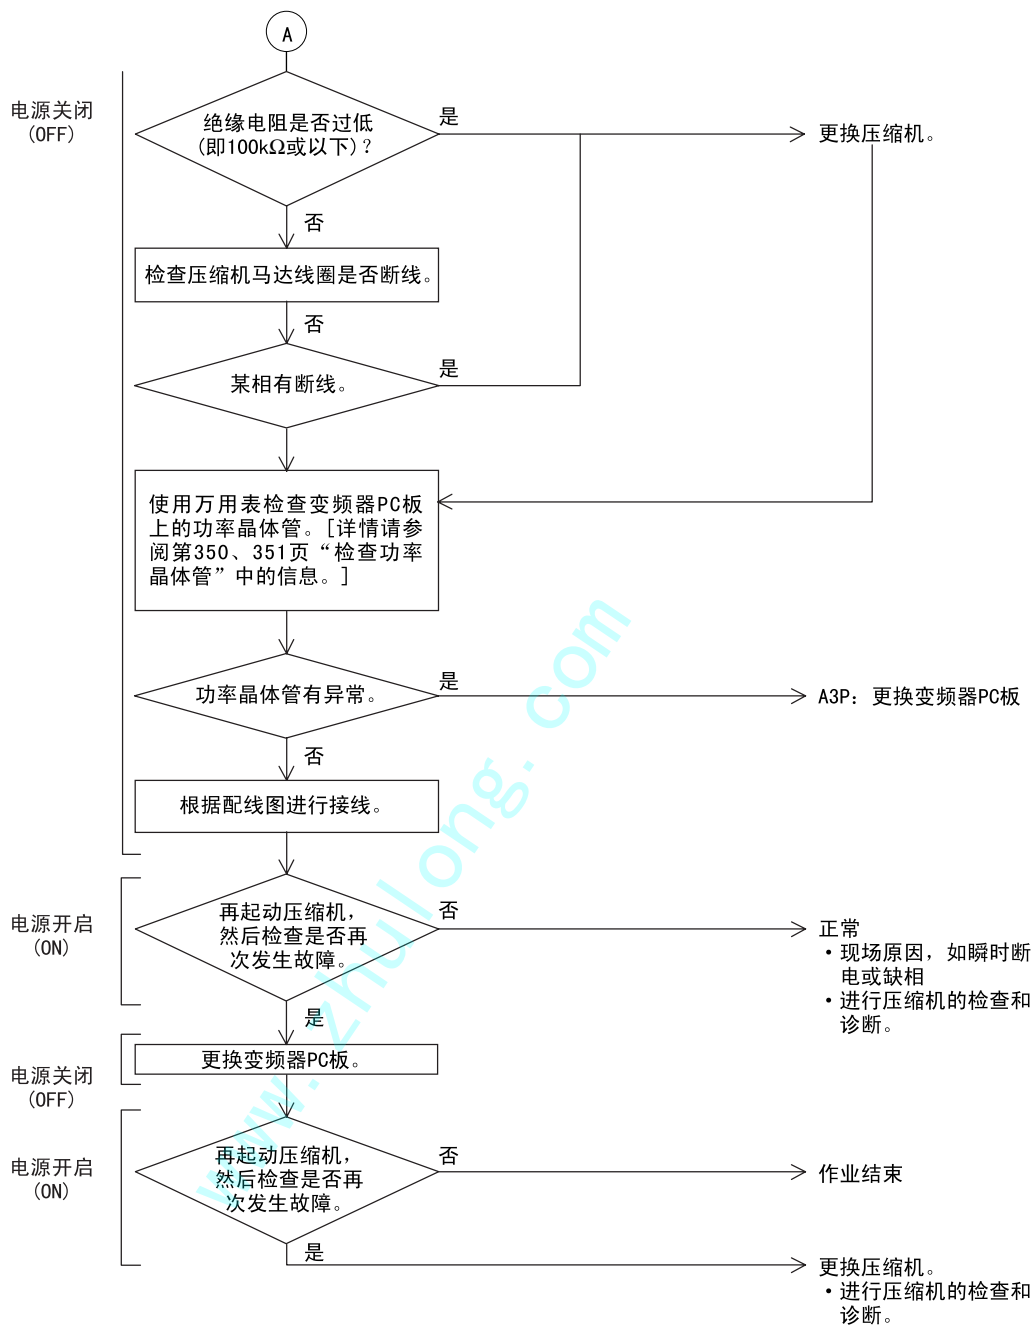 A
电源关闭
(OFF)
绝缘电阻是否过低
(即100kΩ或以下)?
是
更换压缩机。
否
检查压缩机马达线圈是否断线。
否
某相有断线。
是
使用万用表检查变频器PC板
上的功率晶体管。[详情请参
阅第350、351页“检查功率
晶体管”中的信息。]
功率晶体管有异常。
是
A3P：更换变频器PC板
否
根据配线图进行接线。
电源开启
(ON)
再起动压缩机，
然后检查是否再
次发生故障。
否
正常
・现场原因，如瞬时断
电或缺相
・进行压缩机的检查和
诊断。
是
电源关闭
(OFF)
更换变频器PC板。
电源开启
(ON)
再起动压缩机，
然后检查是否再
次发生故障。
否
作业结束
是
更换压缩机。
・进行压缩机的检查和
诊断。
www.zhulong.com